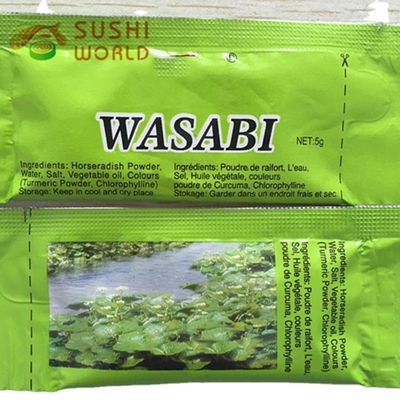 SUSHI
WORLD
WASABI
NET:5g
Ingredients: Horseradish Powder,
Water, Salt, Vegetable oil, Colours
(Turmeric Powder, Chlorophylline)
Storage: Keep in cool and dry place
Ingrédients: Poudre de raifort, L'eau,
Sel, Huile végétale, couleurs
poudre de Curcuma, Chlorophylline
Stokage: Garder dans un endroit frais et sec.
Ingredients: Horseradish Powder,
Water, Salt, Vegetable oil, Colours
(Turmeric Powder, Chlorophylline)
Ingrédients: Poudre de raifort, L'eau,
Sel, Huile végétale, couleurs
poudre de Curcuma, Chlorophylline